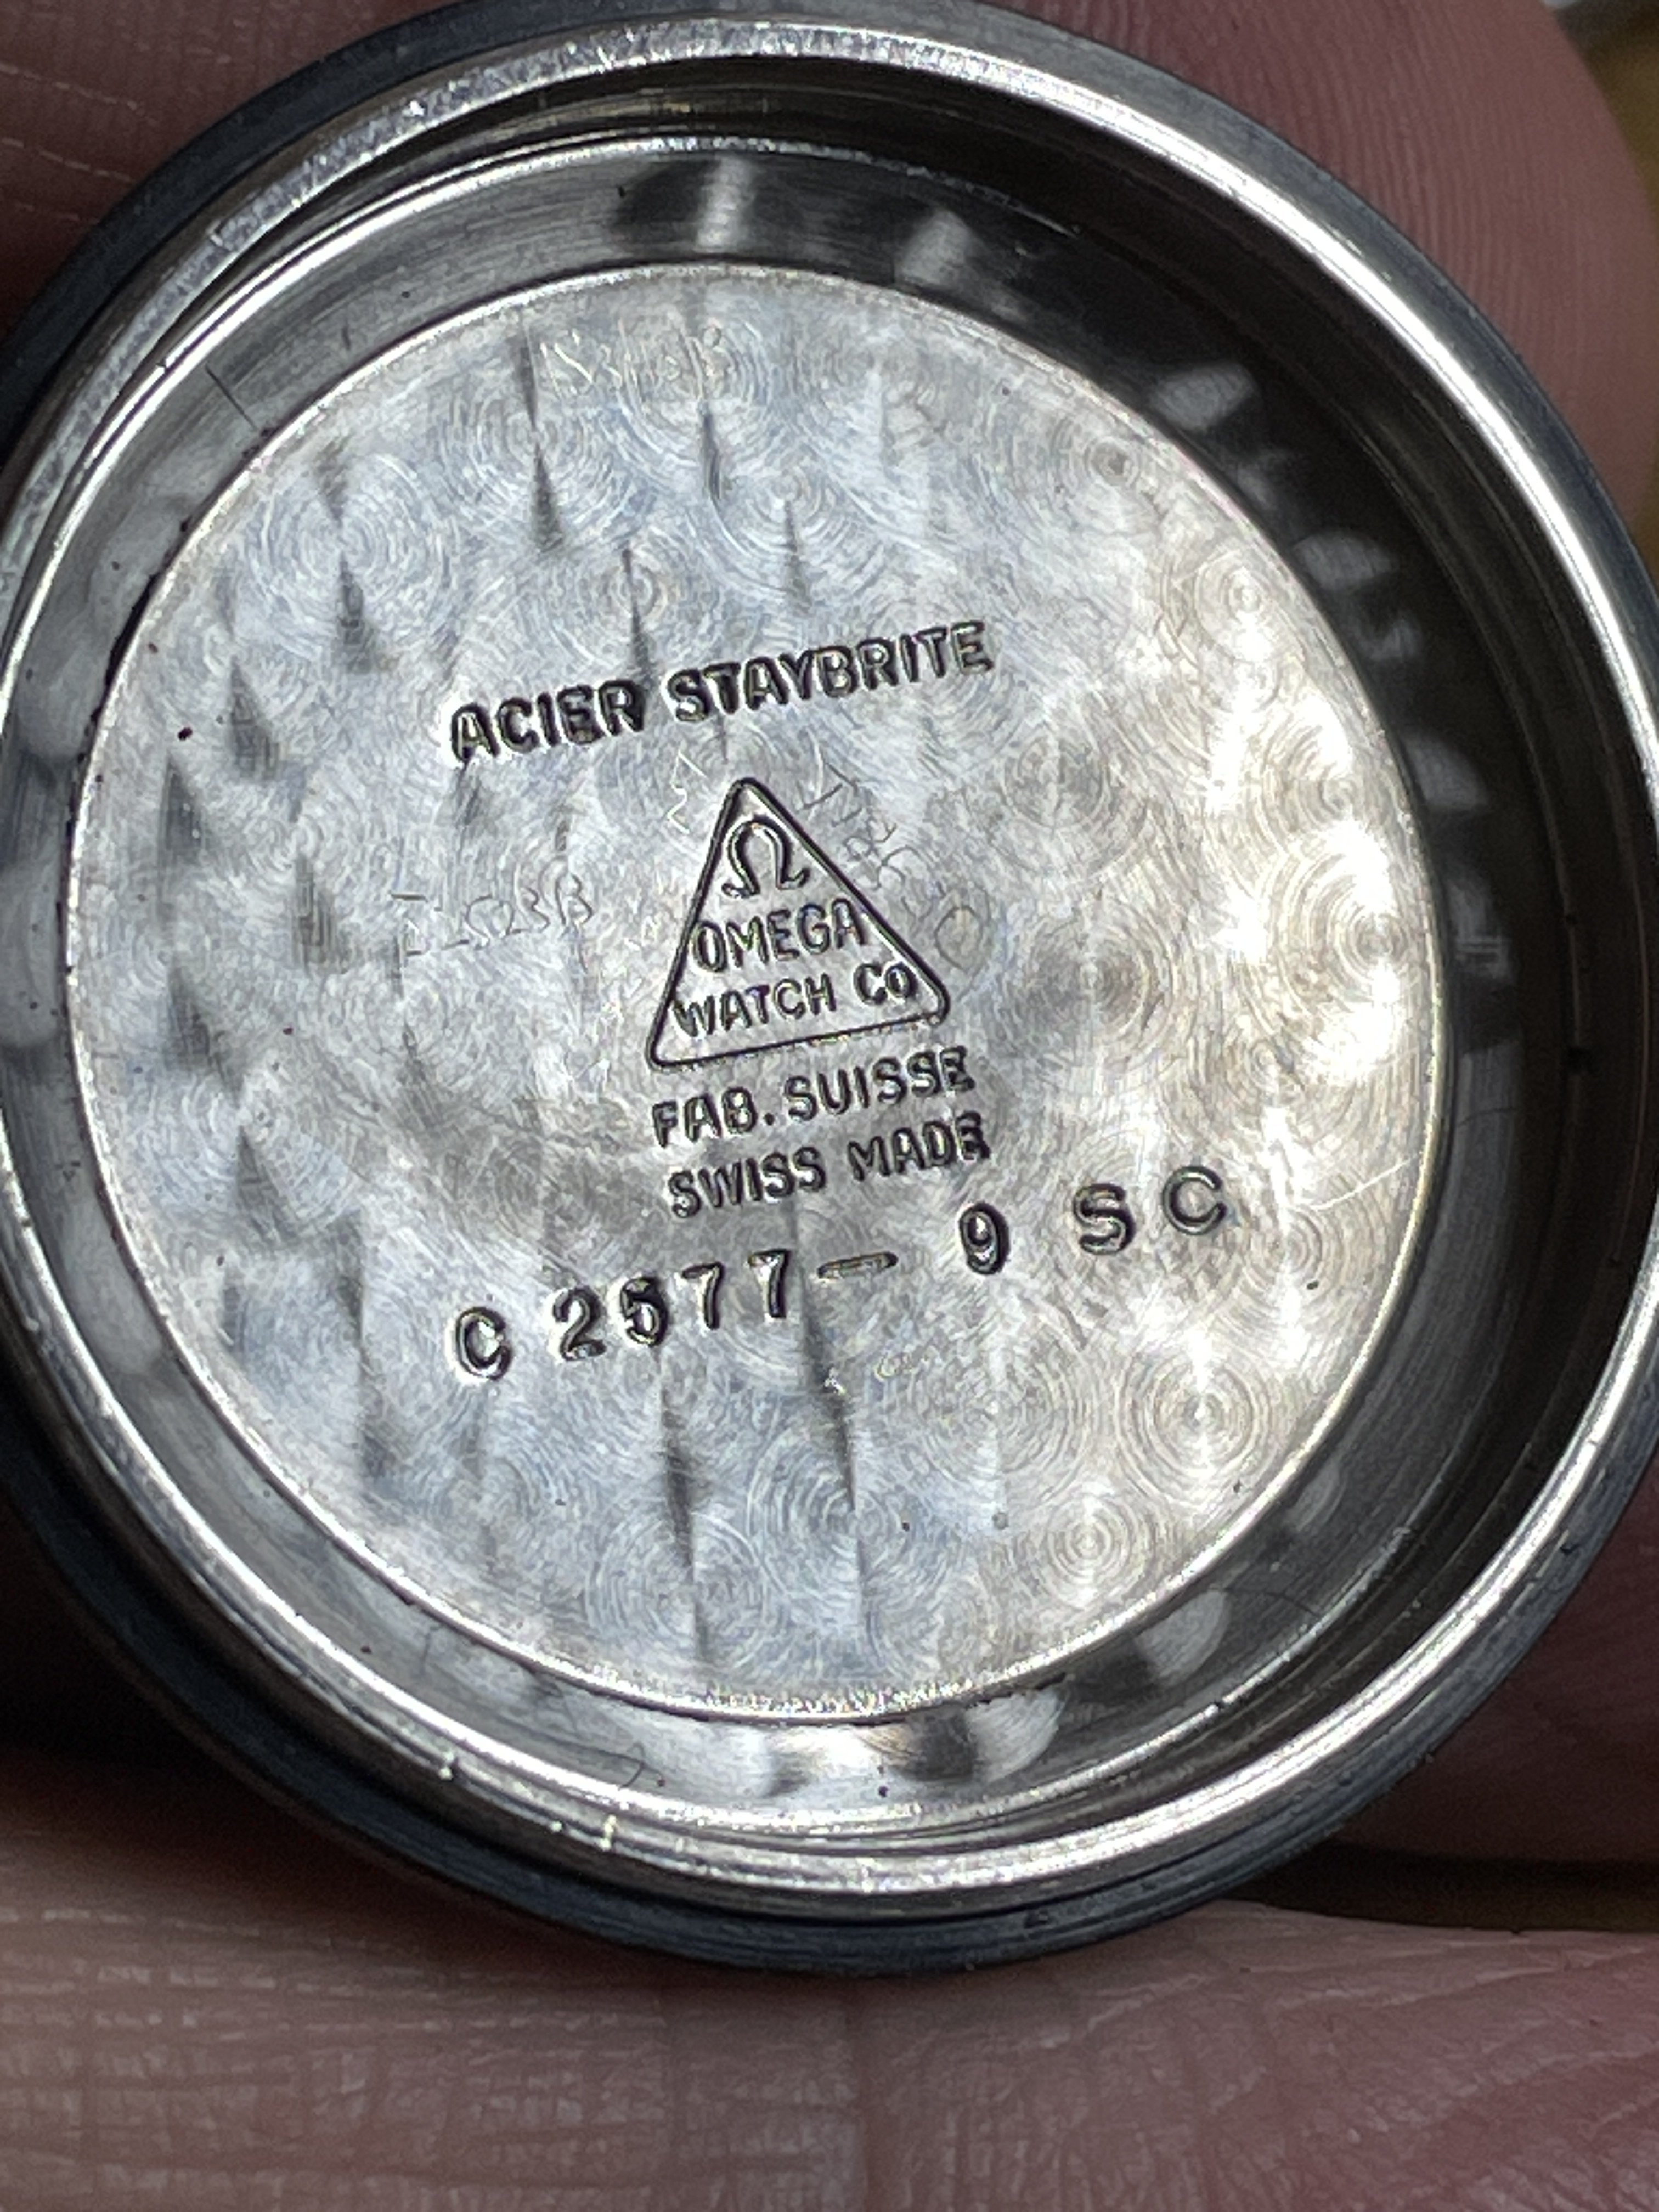 ACIER STAYBRITE
Ω
OMEGA
WATCH Co
FAB. SUISSE
SWISS MADE
C 2577 — 9 SC